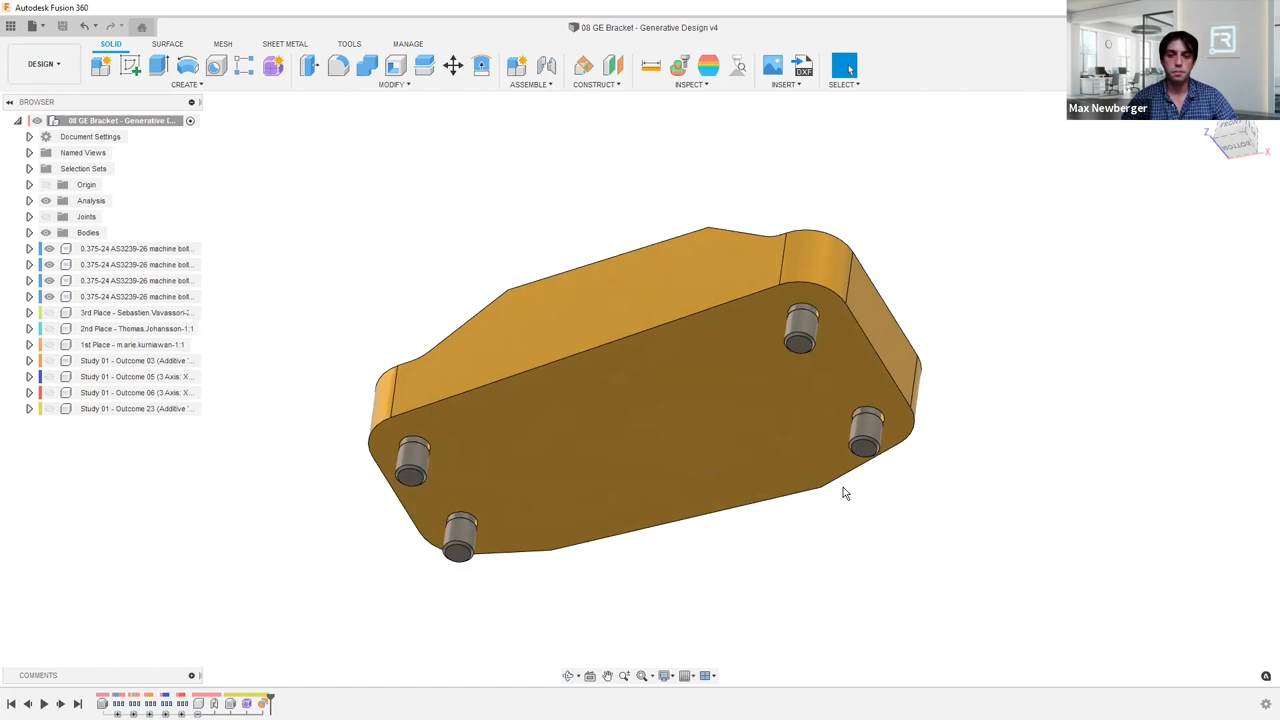 Autodesk Fusion 360
08 GE Bracket - Generative Design v4
SOLID SURFACE MESH SHEET METAL TOOLS MANAGE
DESIGN
CREATE MODIFY ASSEMBLE CONSTRUCT INSPECT INSERT SELECT
DXF
Max Newberger
BROWSER
08 GE Bracket - Generative [...
Document Settings
Named Views
Selection Sets
Origin
Analysis
Joints
Bodies
0.375-24 AS3239-26 machine bolt...
0.375-24 AS3239-26 machine bolt...
0.375-24 AS3239-26 machine bolt...
0.375-24 AS3239-26 machine bolt...
3rd Place - Sebastien.Vavassori-...
2nd Place - Thomas.Johansson-1:1
1st Place - m.arie.kurniawan-1:1
Study 01 - Outcome 03 (Additive '...
Study 01 - Outcome 05 (3 Axis: X...
Study 01 - Outcome 06 (3 Axis: X...
Study 01 - Outcome 23 (Additive '...
FRONT
BOTTOM
Z
X
COMMENTS